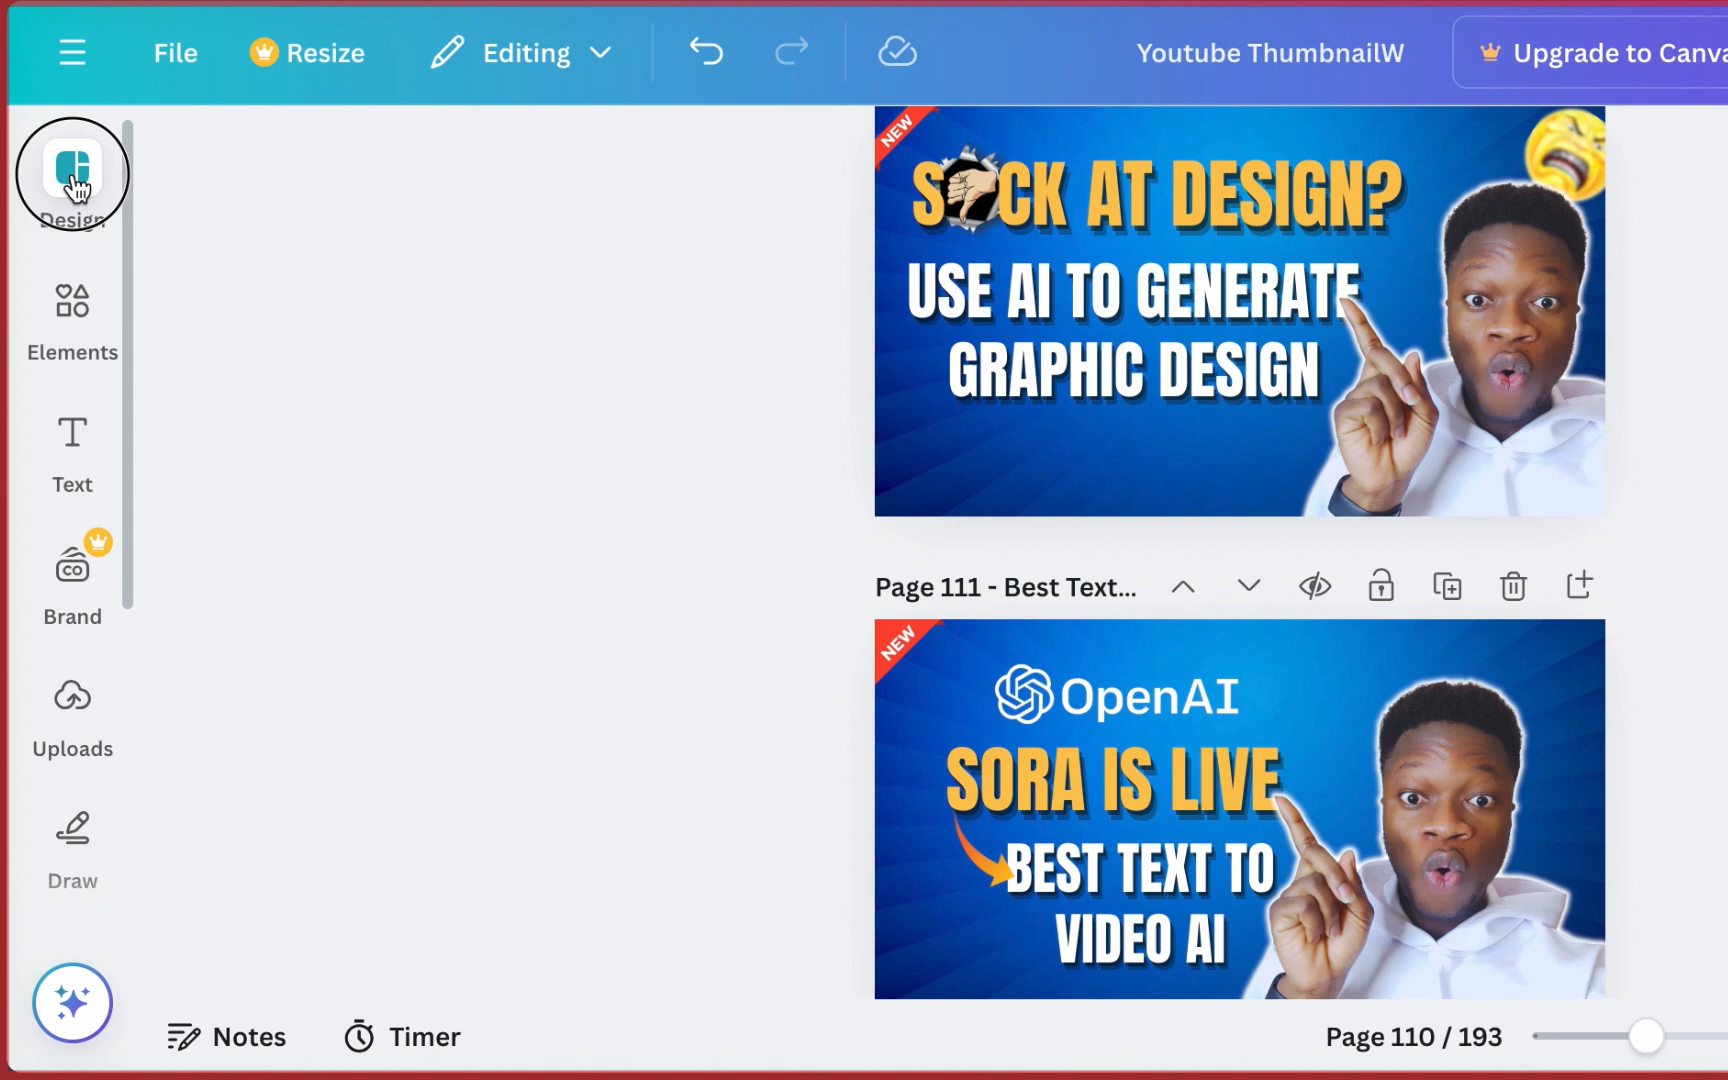 File
Resize
Editing
Youtube ThumbnailW
Upgrade to Canva
Design
Elements
Text
CO
Brand
Uploads
Draw
NEW
S CK AT DESIGN?
USE AI TO GENERATE
GRAPHIC DESIGN
Page 111 - Best Text...
NEW
OpenAI
SORA IS LIVE
BEST TEXT TO
VIDEO AI
Notes
Timer
Page 110 / 193